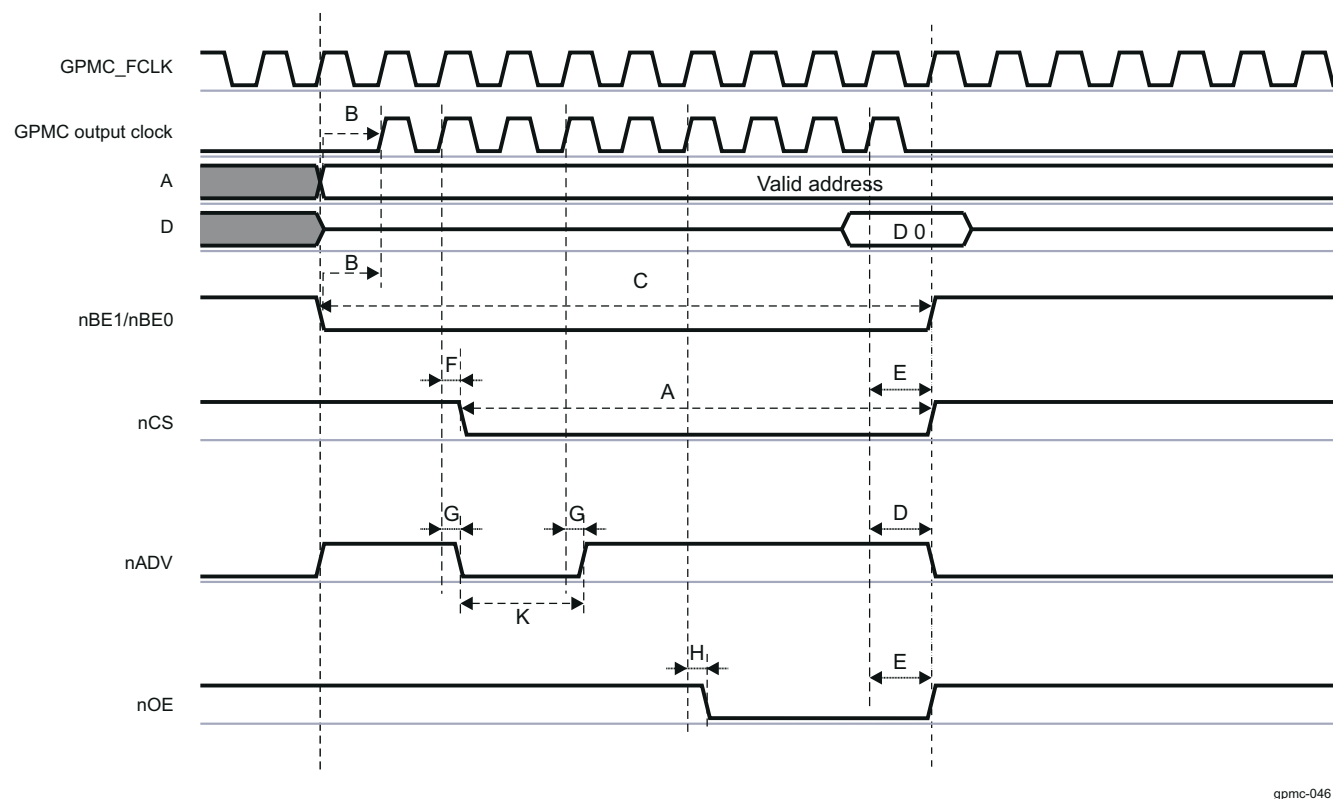 GPMC_FCLK
GPMC output clock
B
A
Valid address
D
D 0
B
C
nBE1/nBE0
F
A
E
nCS
G
G
D
nADV
K
H
E
nOE
gpmc-046